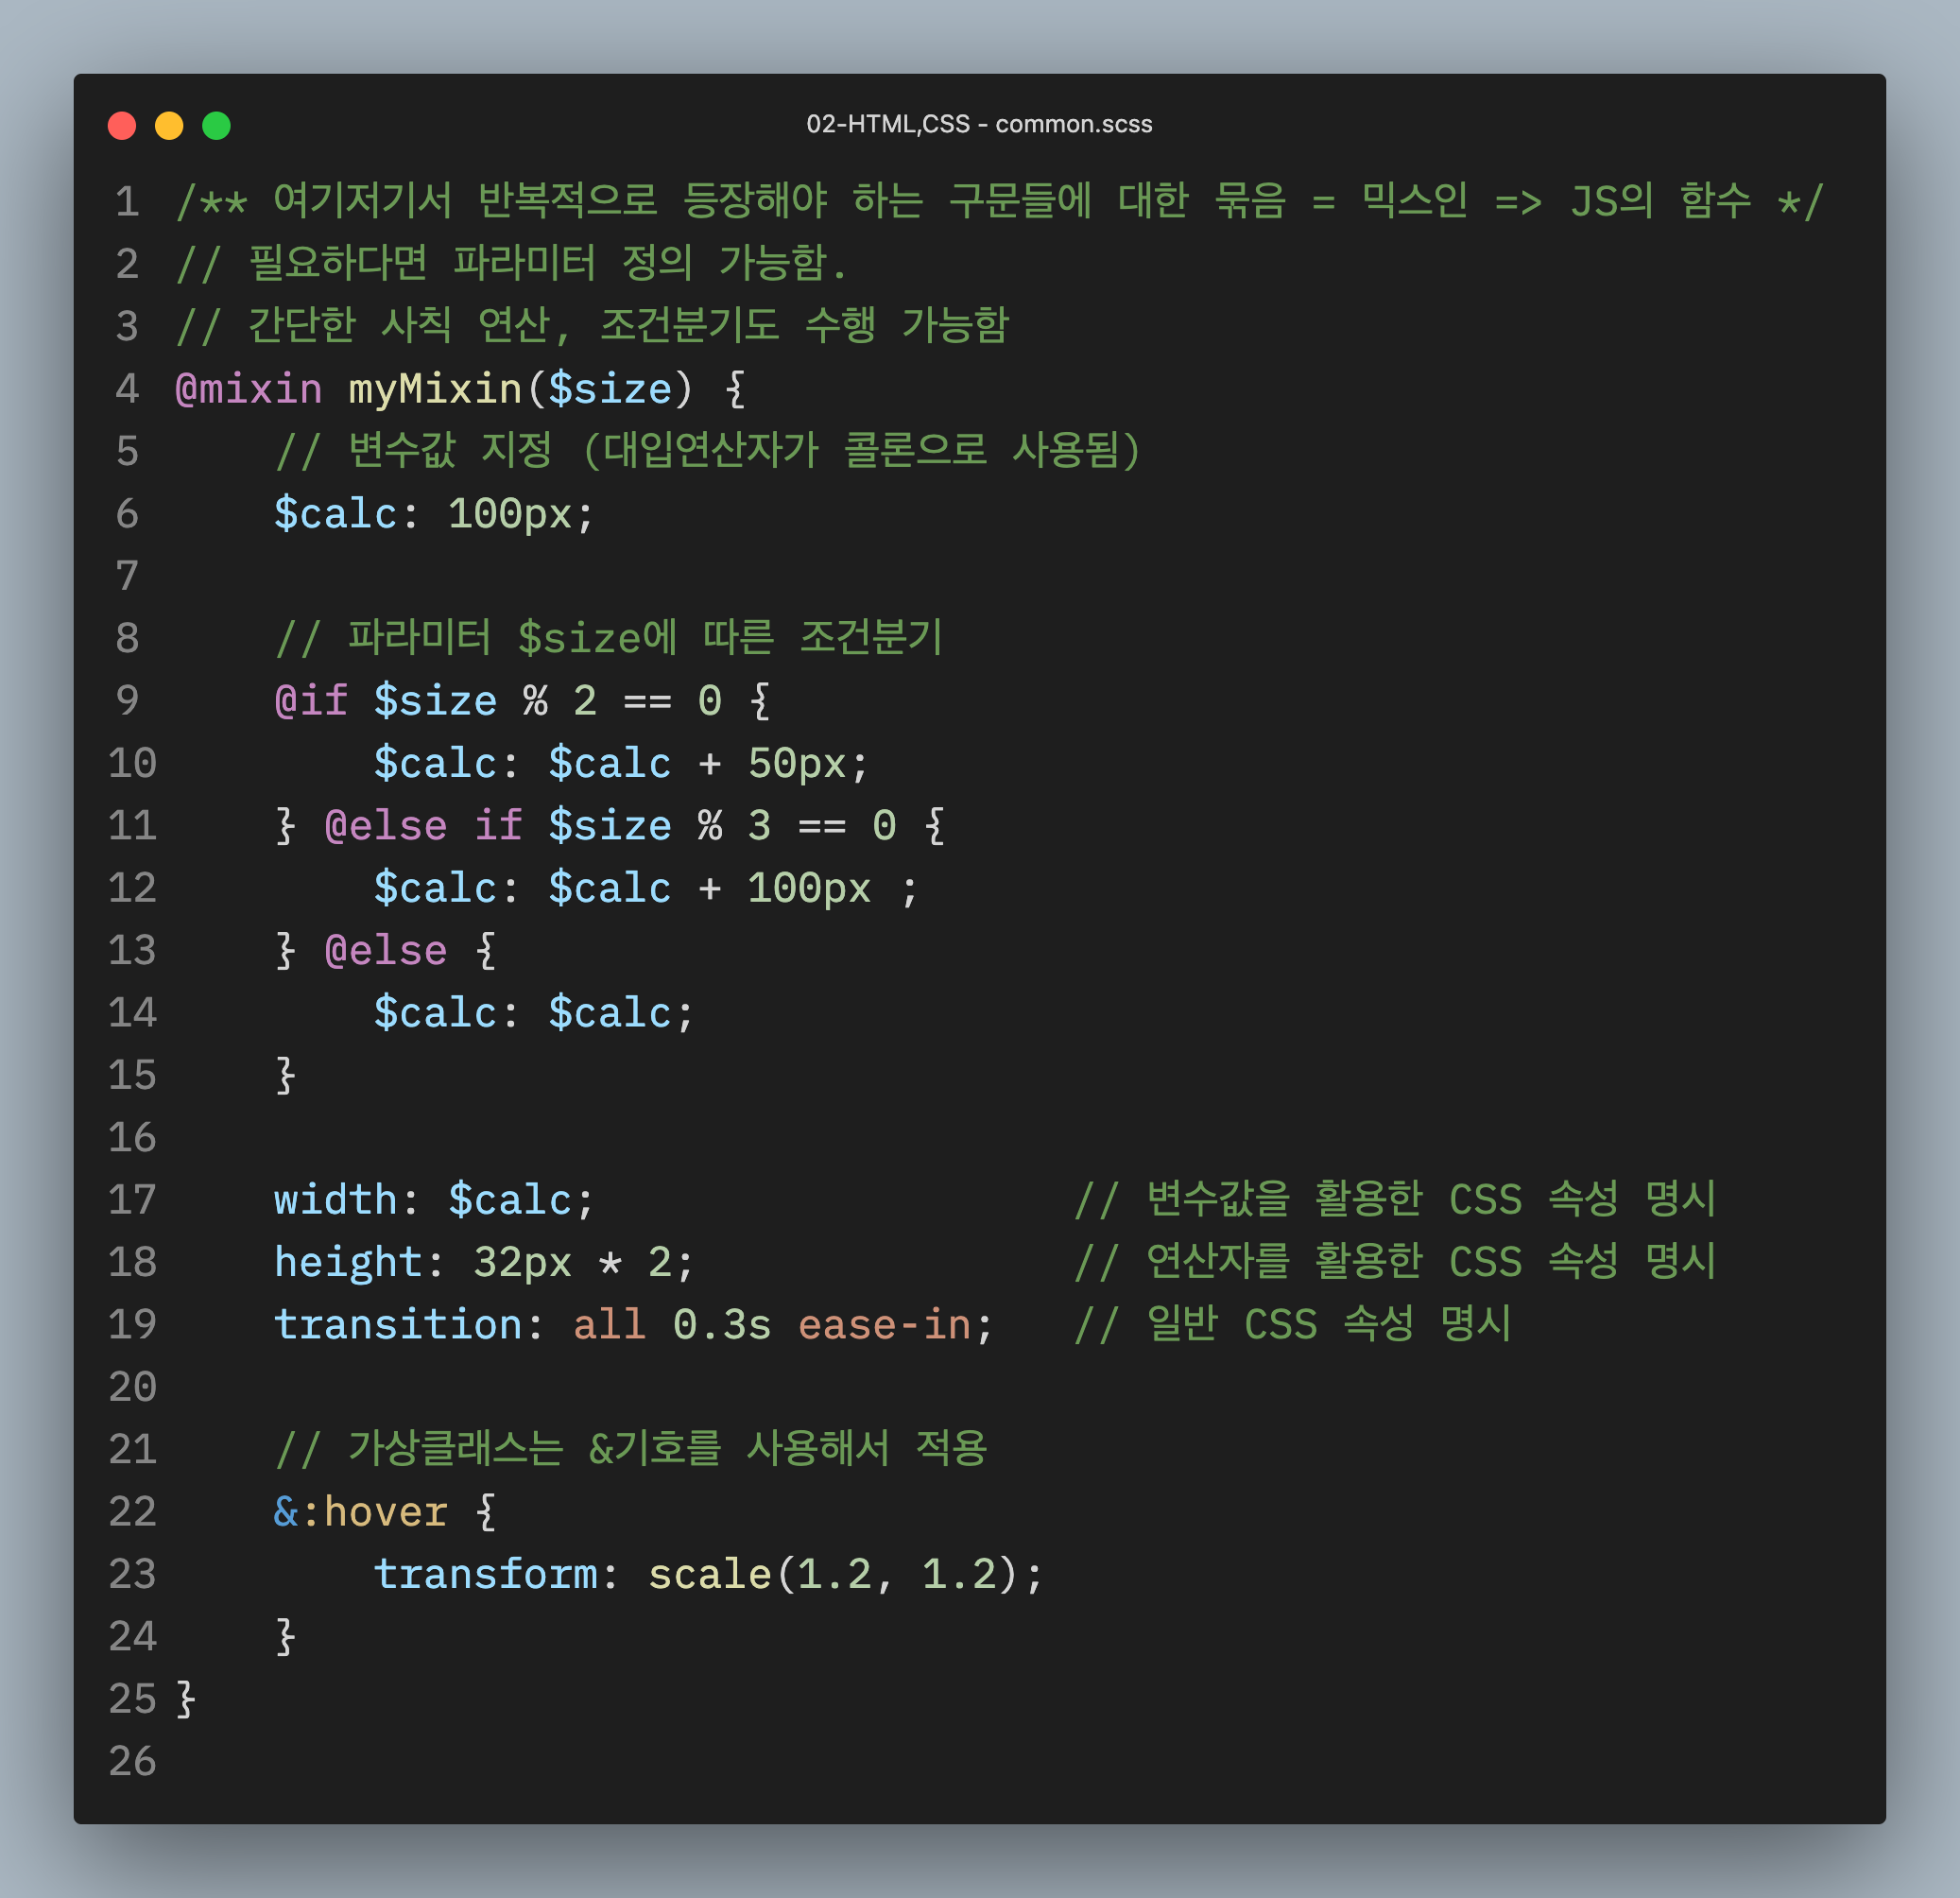 02-HTML,CSS - common.scss
1 /** 여기저기서 반복적으로 등장해야 하는 구문들에 대한 묶음 = 믹스인 => JS의 함수 */
2 // 필요하다면 파라미터 정의 가능함.
3 // 간단한 사칙 연산, 조건분기도 수행 가능함
4 @mixin myMixin($size) {
5     // 변수값 지정 (대입연산자가 콜론으로 사용됨)
6     $calc: 100px;
7
8     // 파라미터 $size에 따른 조건분기
9     @if $size % 2 == 0 {
10         $calc: $calc + 50px;
11     } @else if $size % 3 == 0 {
12         $calc: $calc + 100px ;
13     } @else {
14         $calc: $calc;
15     }
16
17     width: $calc;                   // 변수값을 활용한 CSS 속성 명시
18     height: 32px * 2;               // 연산자를 활용한 CSS 속성 명시
19     transition: all 0.3s ease-in;   // 일반 CSS 속성 명시
20
21     // 가상클래스는 &기호를 사용해서 적용
22     &:hover {
23         transform: scale(1.2, 1.2);
24     }
25 }
26